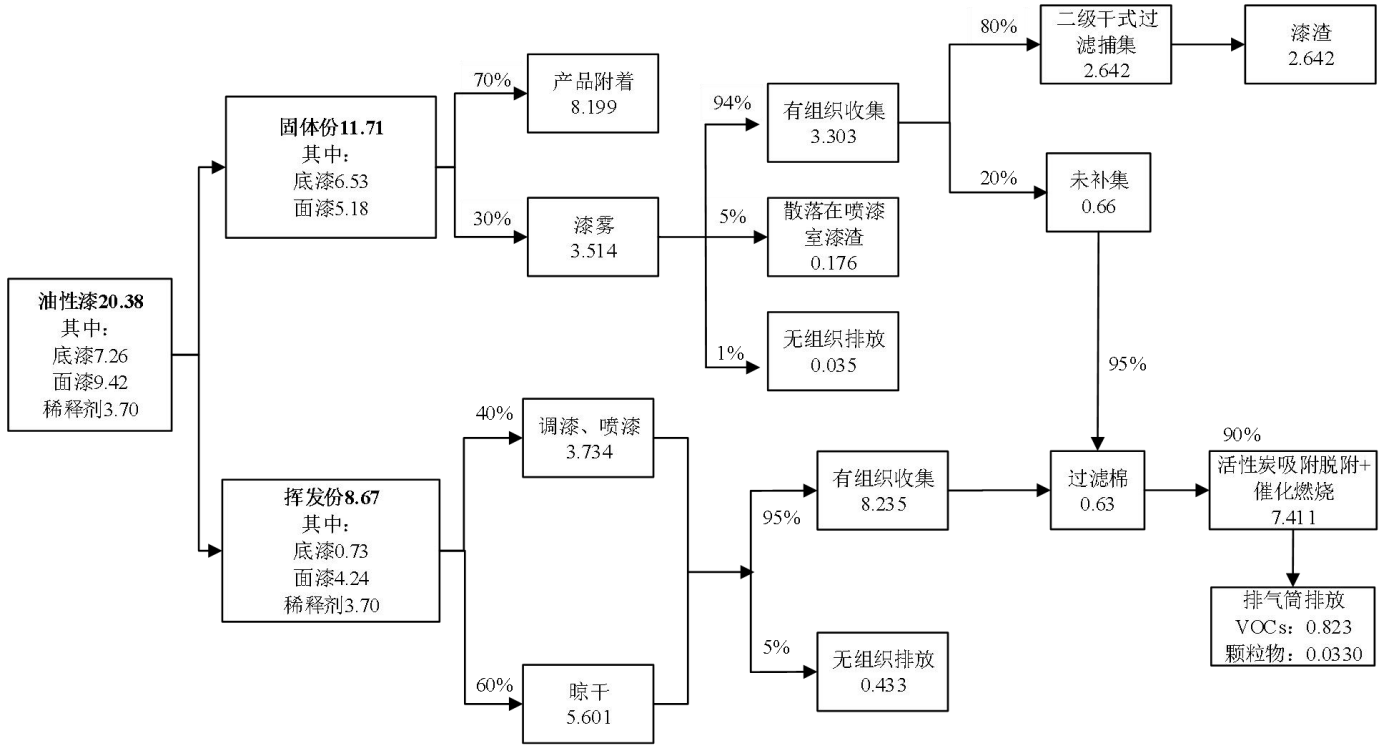 油性漆20.38
其中：
底漆7.26
面漆9.42
稀释剂3.70
固体份11.71
其中：
底漆6.53
面漆5.18
挥发份8.67
其中：
底漆0.73
面漆4.24
稀释剂3.70
70%
产品附着
8.199
30%
漆雾
3.514
94%
有组织收集
3.303
5%
散落在喷漆
室漆渣
0.176
1%
无组织排放
0.035
80%
二级干式过
滤捕集
2.642
漆渣
2.642
20%
未补集
0.66
95%
40%
调漆、喷漆
3.734
60%
晾干
5.601
95%
有组织收集
8.235
5%
无组织排放
0.433
过滤棉
0.63
90%
活性炭吸附脱附+
催化燃烧
7.411
排气筒排放
VOCs：0.823
颗粒物：0.0330